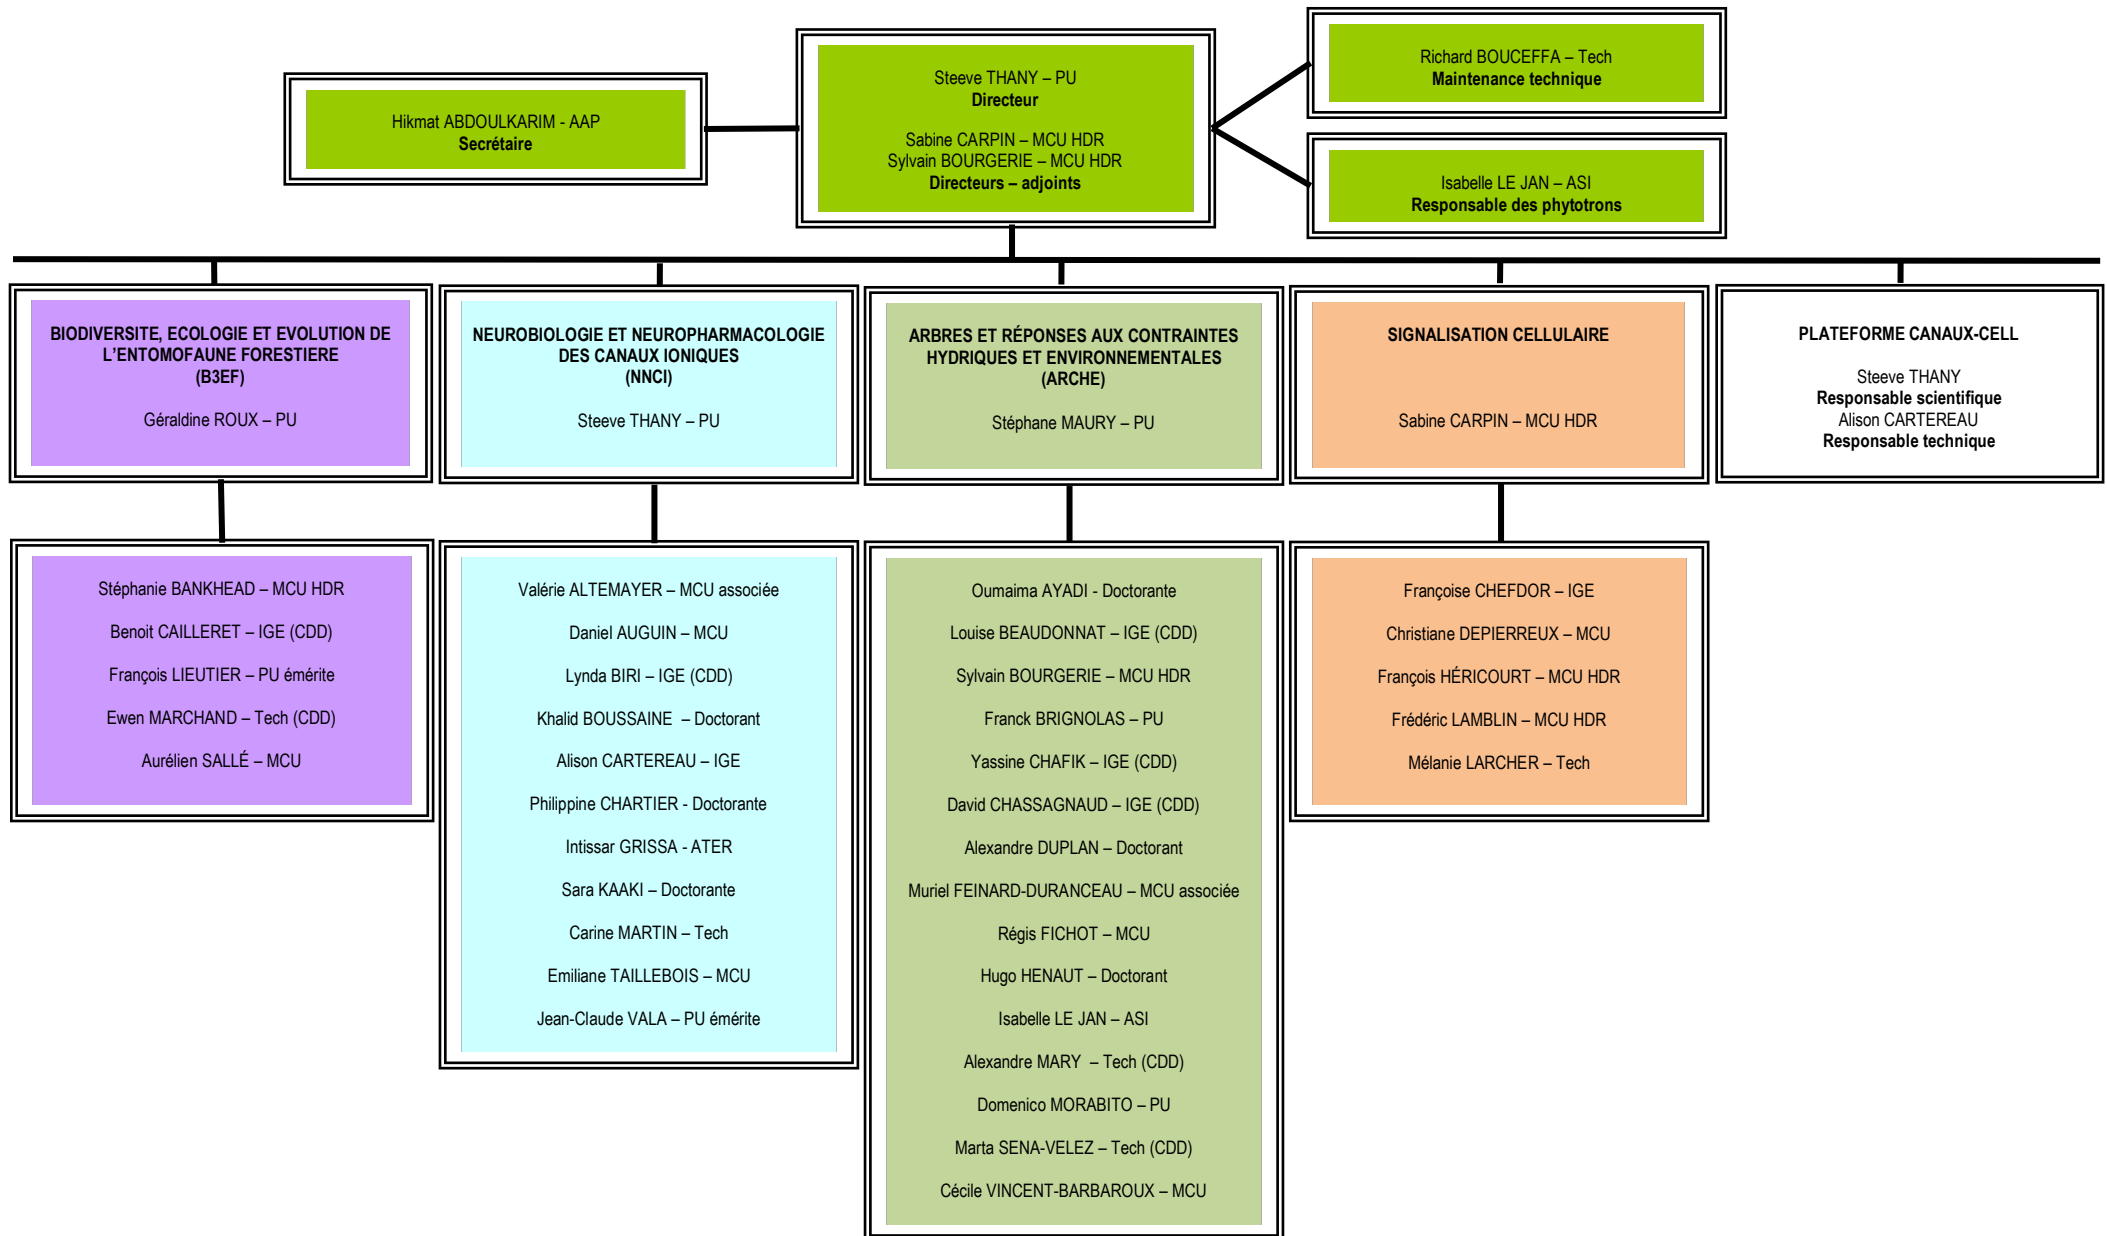 Hikmat ABDOULKARIM - AAP
Secrétaire
Steeve THANY – PU
Directeur
Sabine CARPIN – MCU HDR
Sylvain BOURGERIE – MCU HDR
Directeurs – adjoints
Richard BOUCEFFA – Tech
Maintenance technique
Isabelle LE JAN – ASI
Responsable des phytotrons
BIODIVERSITE, ECOLOGIE ET EVOLUTION DE
L’ENTOMOFAUNE FORESTIERE
(B3EF)
Géraldine ROUX – PU
NEUROBIOLOGIE ET NEUROPHARMACOLOGIE
DES CANAUX IONIQUES
(NNCI)
Steeve THANY – PU
ARBRES ET RÉPONSES AUX CONTRAINTES
HYDRIQUES ET ENVIRONNEMENTALES
(ARCHE)
Stéphane MAURY – PU
SIGNALISATION CELLULAIRE
Sabine CARPIN – MCU HDR
PLATEFORME CANAUX-CELL
Steeve THANY
Responsable scientifique
Alison CARTEREAU
Responsable technique
Stéphanie BANKHEAD – MCU HDR
Benoit CAILLERET – IGE (CDD)
François LIEUTIER – PU émérite
Ewen MARCHAND – Tech (CDD)
Aurélien SALLÉ – MCU
Valérie ALTEMAYER – MCU associée
Daniel AUGUIN – MCU
Lynda BIRI – IGE (CDD)
Khalid BOUSSAINE – Doctorant
Alison CARTEREAU – IGE
Philippine CHARTIER - Doctorante
Intissar GRISSA - ATER
Sara KAAKI – Doctorante
Carine MARTIN – Tech
Emiliane TAILLEBOIS – MCU
Jean-Claude VALA – PU émérite
Oumaima AYADI - Doctorante
Louise BEAUDONNAT – IGE (CDD)
Sylvain BOURGERIE – MCU HDR
Franck BRIGNOLAS – PU
Yassine CHAFIK – IGE (CDD)
David CHASSAGNAUD – IGE (CDD)
Alexandre DUPLAN – Doctorant
Muriel FEINARD-DURANCEAU – MCU associée
Régis FICHOT – MCU
Hugo HENAUT – Doctorant
Isabelle LE JAN – ASI
Alexandre MARY – Tech (CDD)
Domenico MORABITO – PU
Marta SENA-VELEZ – Tech (CDD)
Cécile VINCENT-BARBAROUX – MCU
Françoise CHEFDOR – IGE
Christiane DEPIERREUX – MCU
François HÉRICOURT – MCU HDR
Frédéric LAMBLIN – MCU HDR
Mélanie LARCHER – Tech